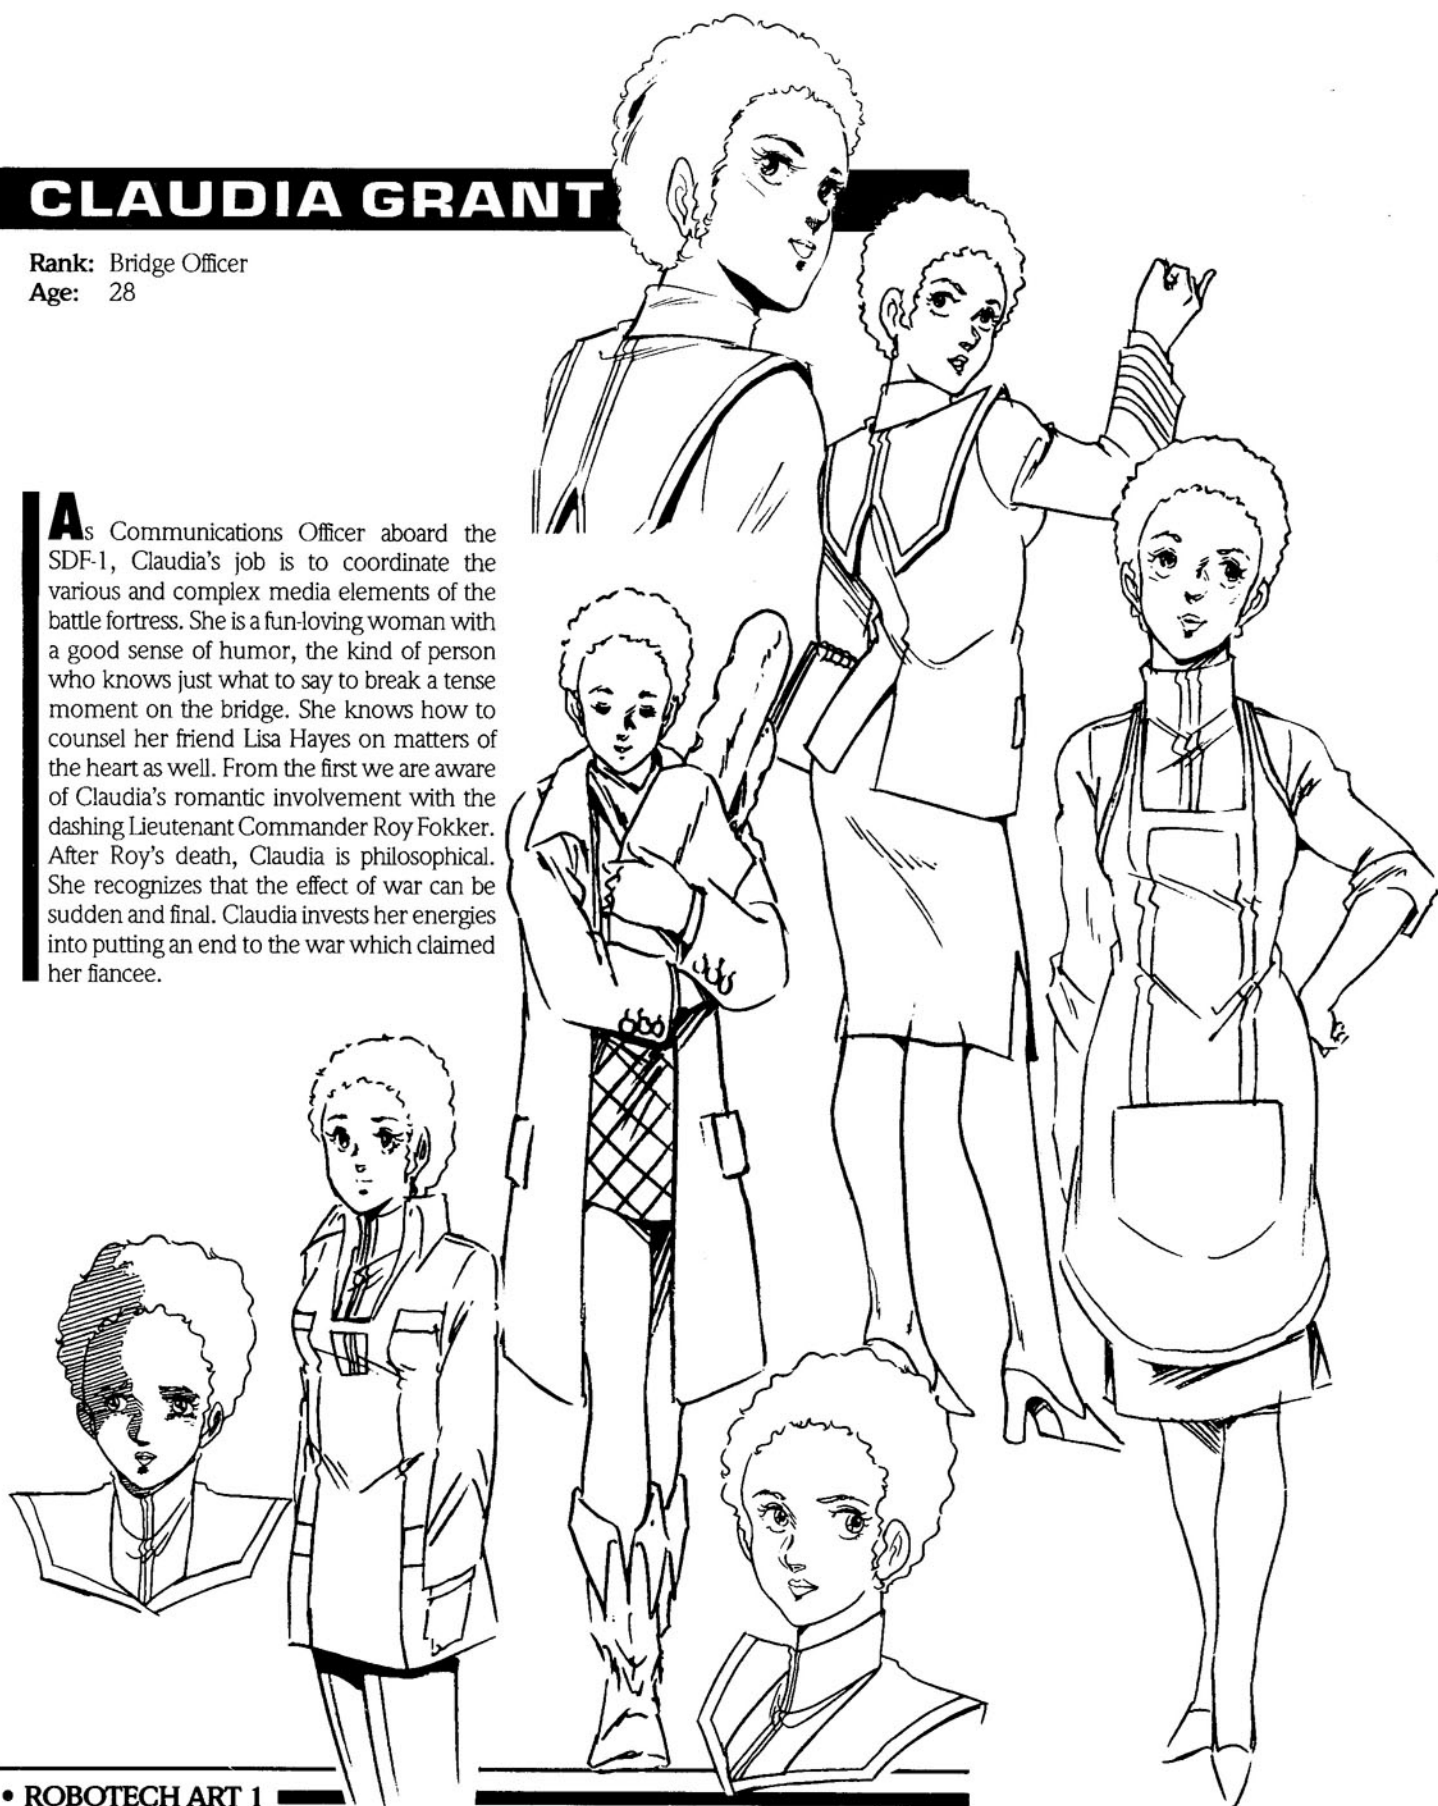 CLAUDIA GRANT
Rank: Bridge Officer
Age: 28
As Communications Officer aboard the
SDF-1, Claudia's job is to coordinate the
various and complex media elements of the
battle fortress. She is a fun-loving woman with
a good sense of humor, the kind of person
who knows just what to say to break a tense
moment on the bridge. She knows how to
counsel her friend Lisa Hayes on matters of
the heart as well. From the first we are aware
of Claudia's romantic involvement with the
dashing Lieutenant Commander Roy Fokker.
After Roy's death, Claudia is philosophical.
She recognizes that the effect of war can be
sudden and final. Claudia invests her energies
into putting an end to the war which claimed
her fiancee.
• ROBOTECH ART 1